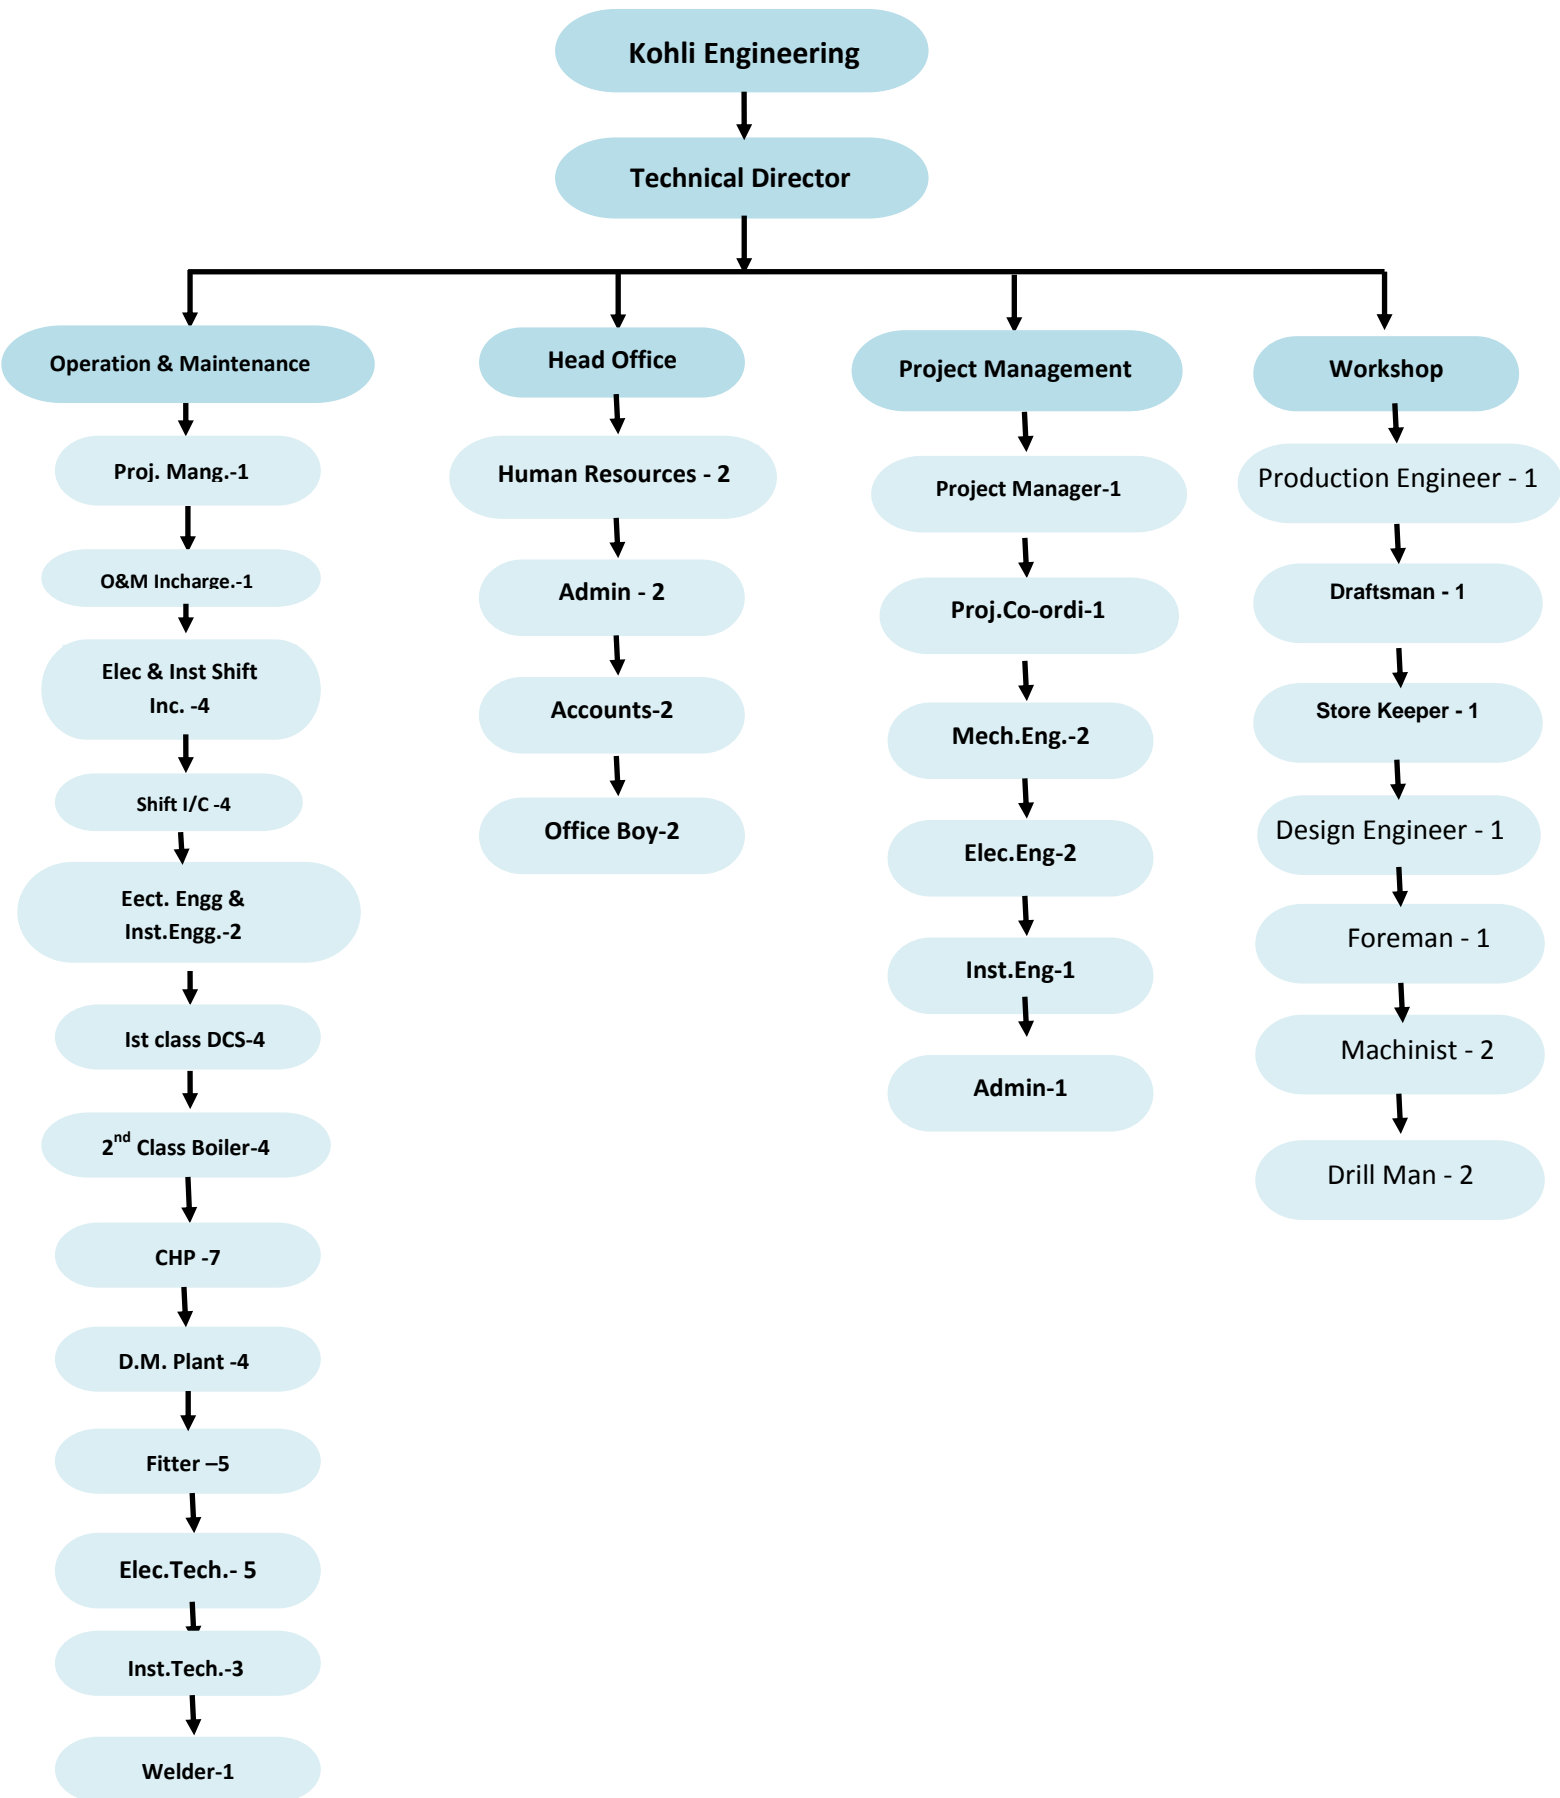 Kohli Engineering
Technical Director
Operation & Maintenance
Proj. Mang.-1
O&M Incharge.-1
Elec & Inst Shift
Inc. -4
Shift I/C -4
Eect. Engg &
Inst.Engg.-2
Ist class DCS-4
2nd Class Boiler-4
CHP -7
D.M. Plant -4
Fitter –5
Elec.Tech.- 5
Inst.Tech.-3
Welder-1
Head Office
Human Resources - 2
Admin - 2
Accounts-2
Office Boy-2
Project Management
Project Manager-1
Proj.Co-ordi-1
Mech.Eng.-2
Elec.Eng-2
Inst.Eng-1
Admin-1
Workshop
Production Engineer - 1
Draftsman - 1
Store Keeper - 1
Design Engineer - 1
Foreman - 1
Machinist - 2
Drill Man - 2